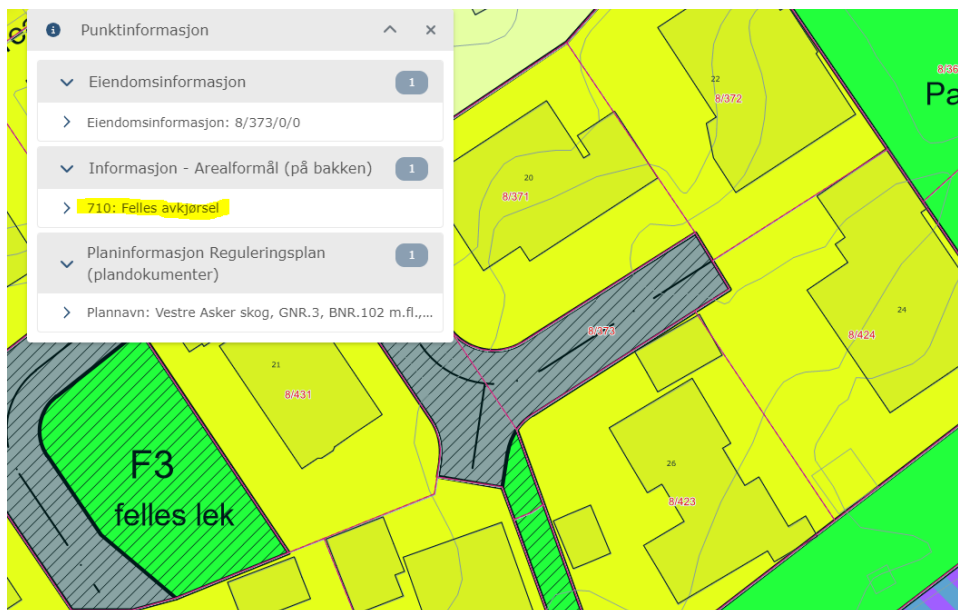 Punktinformasjon
Eiendomsinformasjon 1
Eiendomsinformasjon: 8/373/0/0
Informasjon - Arealformål (på bakken) 1
710: Felles avkjørsel
Planinformasjon Reguleringsplan
(plandokumenter) 1
Plannavn: Vestre Asker skog, GNR.3, BNR.102 m.fl.,...
22
8/372
8/36
Pa
20
8/371
8/373
24
8/424
21
8/431
F3
felles lek
26
8/423